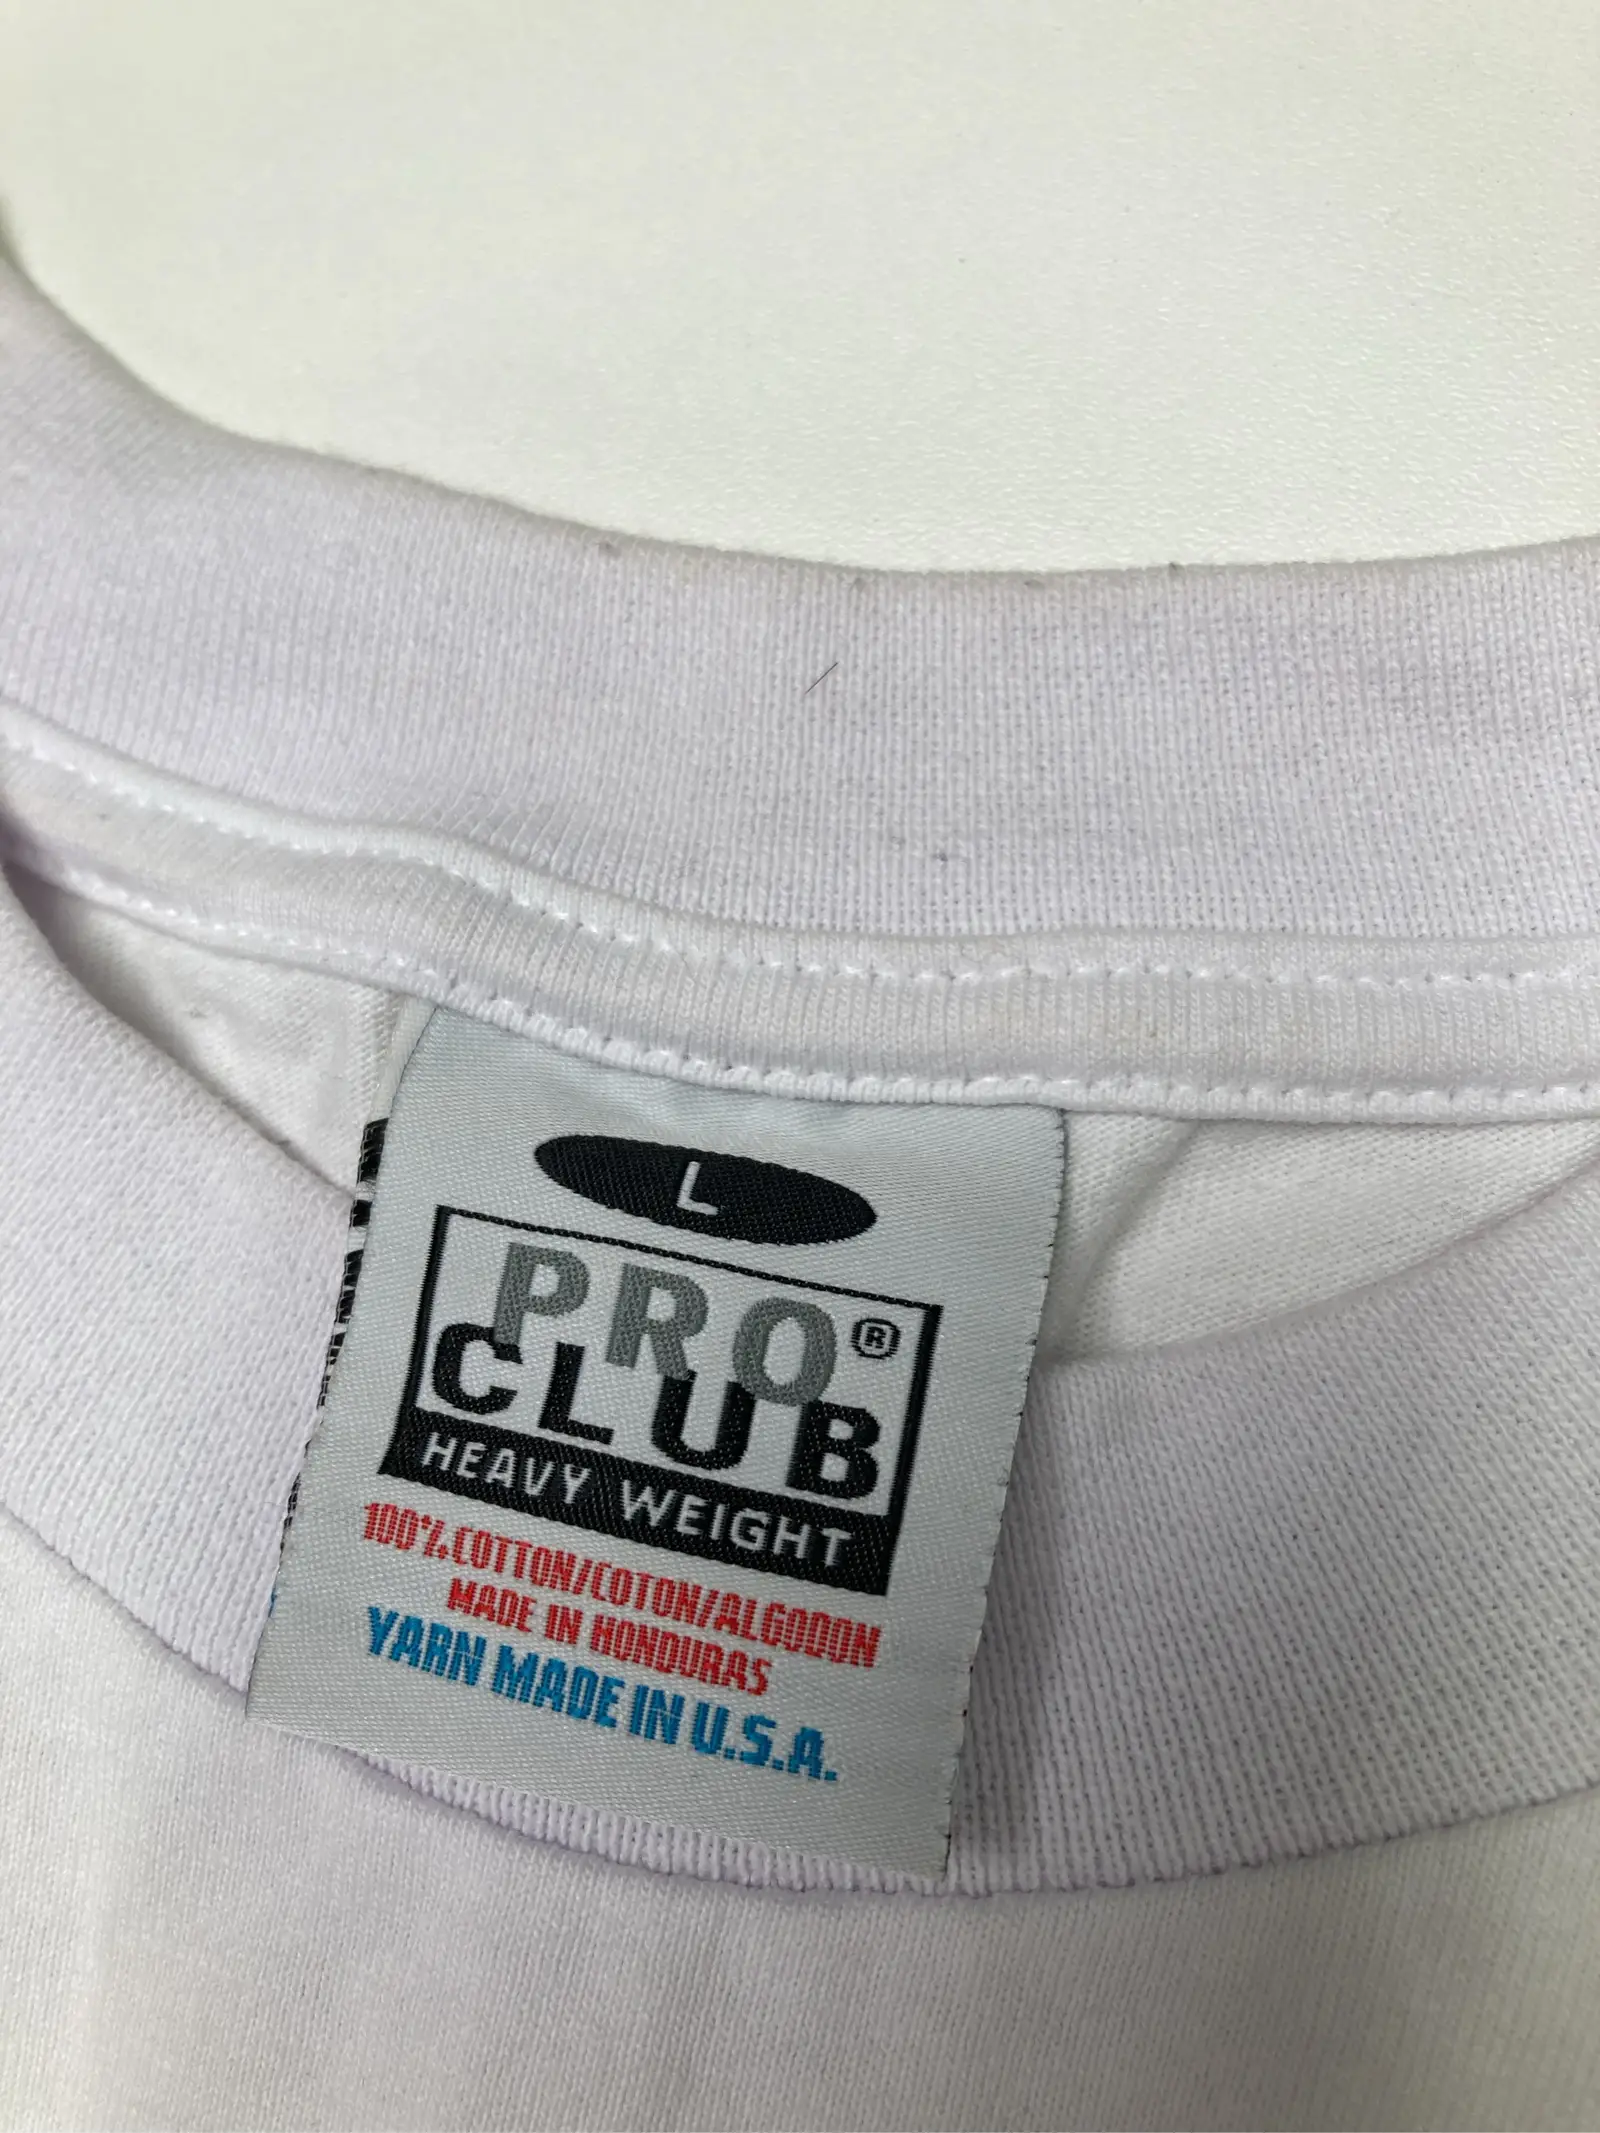 L
PRO®
CLUB
HEAVY WEIGHT
100% COTTON/COTON/ALGODON
MADE IN HONDURAS
YARN MADE IN U.S.A.